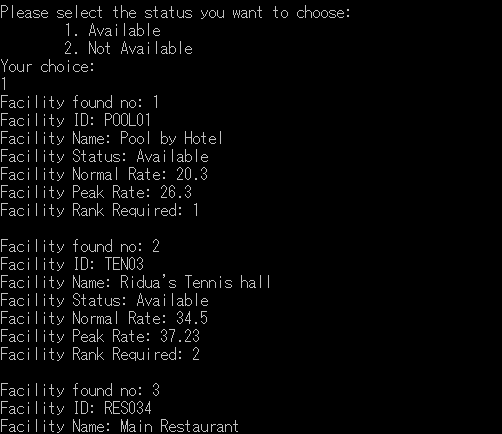 Please select the status you want to choose:
1. Available
2. Not Available
Your choice:
1
Facility found no: 1
Facility ID: POOL01
Facility Name: Pool by Hotel
Facility Status: Available
Facility Normal Rate: 20.3
Facility Peak Rate: 26.3
Facility Rank Required: 1
Facility found no: 2
Facility ID: TEN03
Facility Name: Ridua's Tennis hall
Facility Status: Available
Facility Normal Rate: 34.5
Facility Peak Rate: 37.23
Facility Rank Required: 2
Facility found no: 3
Facility ID: RES034
Facility Name: Main Restaurant